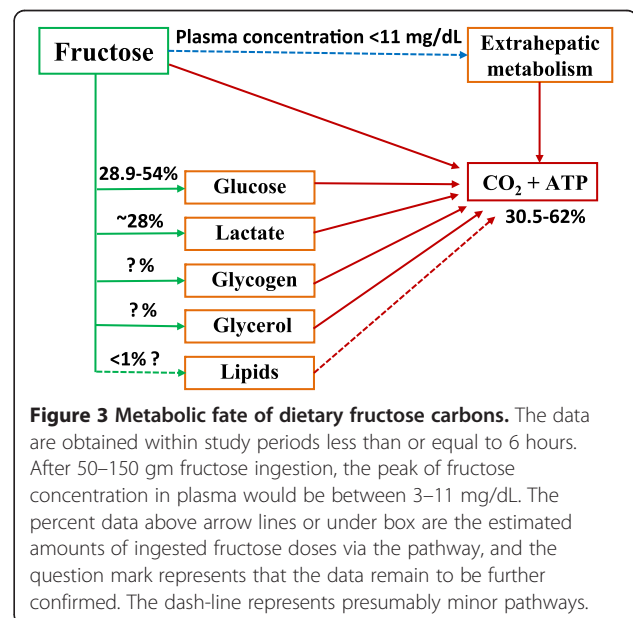 Plasma concentration <11 mg/dL
Fructose
Extrahepatic
metabolism
28.9-54%
Glucose
CO₂ + ATP
30.5-62%
~28%
Lactate
? %
Glycogen
? %
Glycerol
<1% ?
Lipids
Figure 3 Metabolic fate of dietary fructose carbons. The data
are obtained within study periods less than or equal to 6 hours.
After 50–150 gm fructose ingestion, the peak of fructose
concentration in plasma would be between 3–11 mg/dL. The
percent data above arrow lines or under box are the estimated
amounts of ingested fructose doses via the pathway, and the
question mark represents that the data remain to be further
confirmed. The dash-line represents presumably minor pathways.